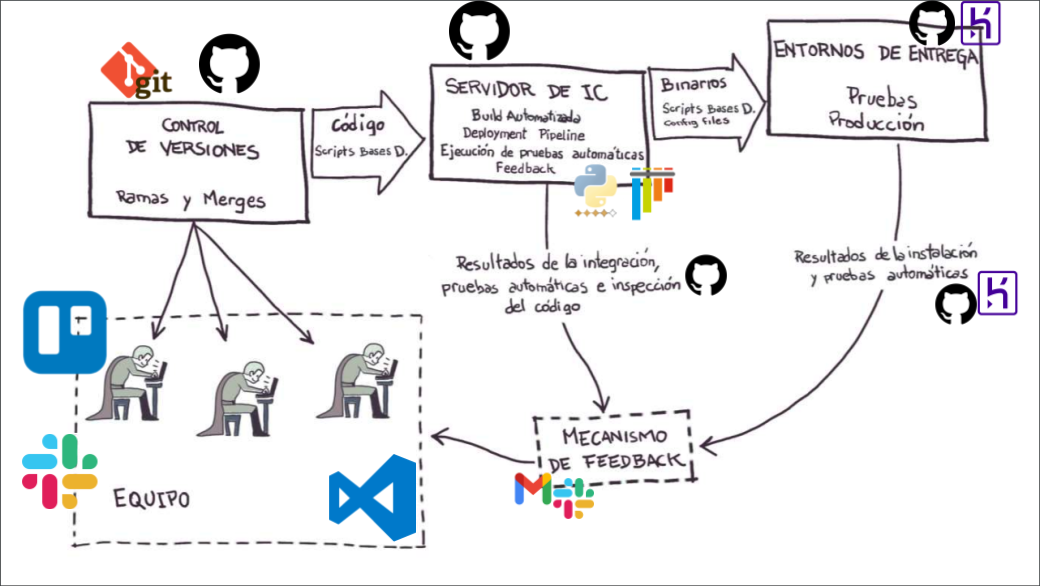 git
CONTROL
DE VERSIONES
Ramas y Merges
Código
Scripts Bases D.
SERVIDOR DE IC
Build Automatizada
Deployment Pipeline
Ejecución de pruebas automáticas
Feedback
Binarios
Scripts Bases D.
Config Files
ENTORNOS DE ENTREGA
Pruebas
Producción
Resultados de la integración,
pruebas automáticas e inspección
del código
Resultados de la instalación
y pruebas automáticas
MECANISMO
DE FEEDBACK
EQUIPO